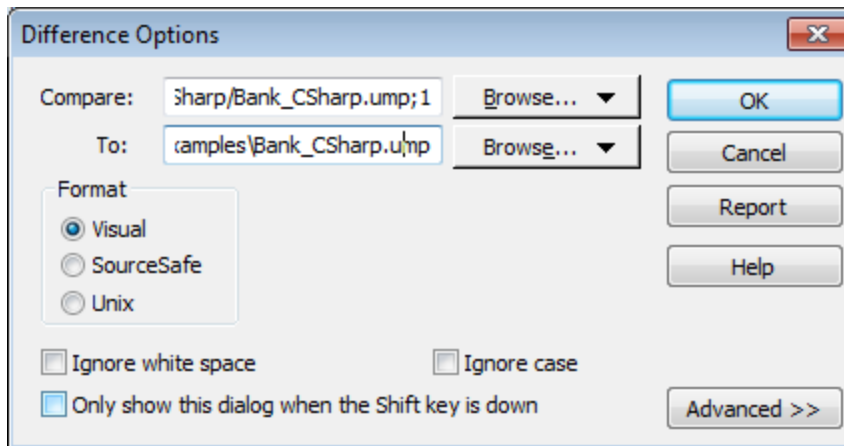 Difference Options
Compare: Sharp/Bank_CSharp.ump;1 Browse... OK
To: xamples\Bank_CSharp.ump Browse... Cancel
Format
Visual Report
SourceSafe Help
Unix
Ignore white space Ignore case
Only show this dialog when the Shift key is down Advanced >>